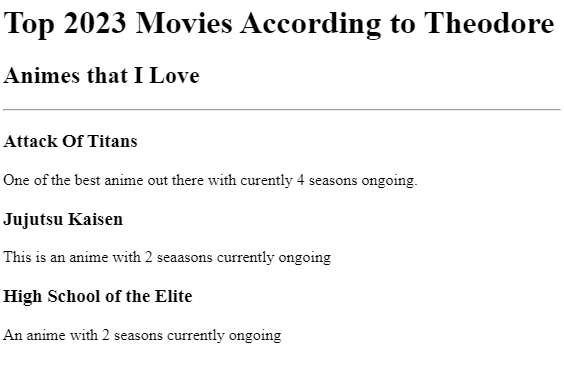 Top 2023 Movies According to Theodore
Animes that I Love
Attack Of Titans
One of the best anime out there with curently 4 seasons ongoing.
Jujutsu Kaisen
This is an anime with 2 seaasons currently ongoing
High School of the Elite
An anime with 2 seasons currently ongoing